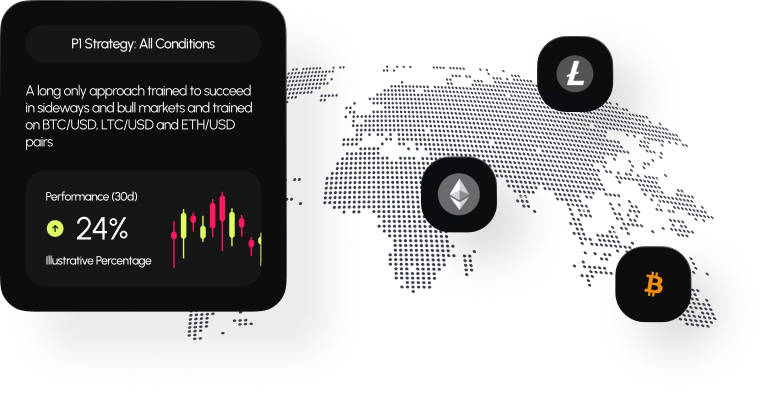 P1 Strategy: All Conditions
A long only approach trained to succeed
in sideways and bull markets and trained
on BTC/USD, LTC/USD and ETH/USD
pairs
Performance (30d)
24%
Illustrative Percentage